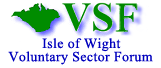 VSF
Isle of Wight
Voluntary Sector Forum